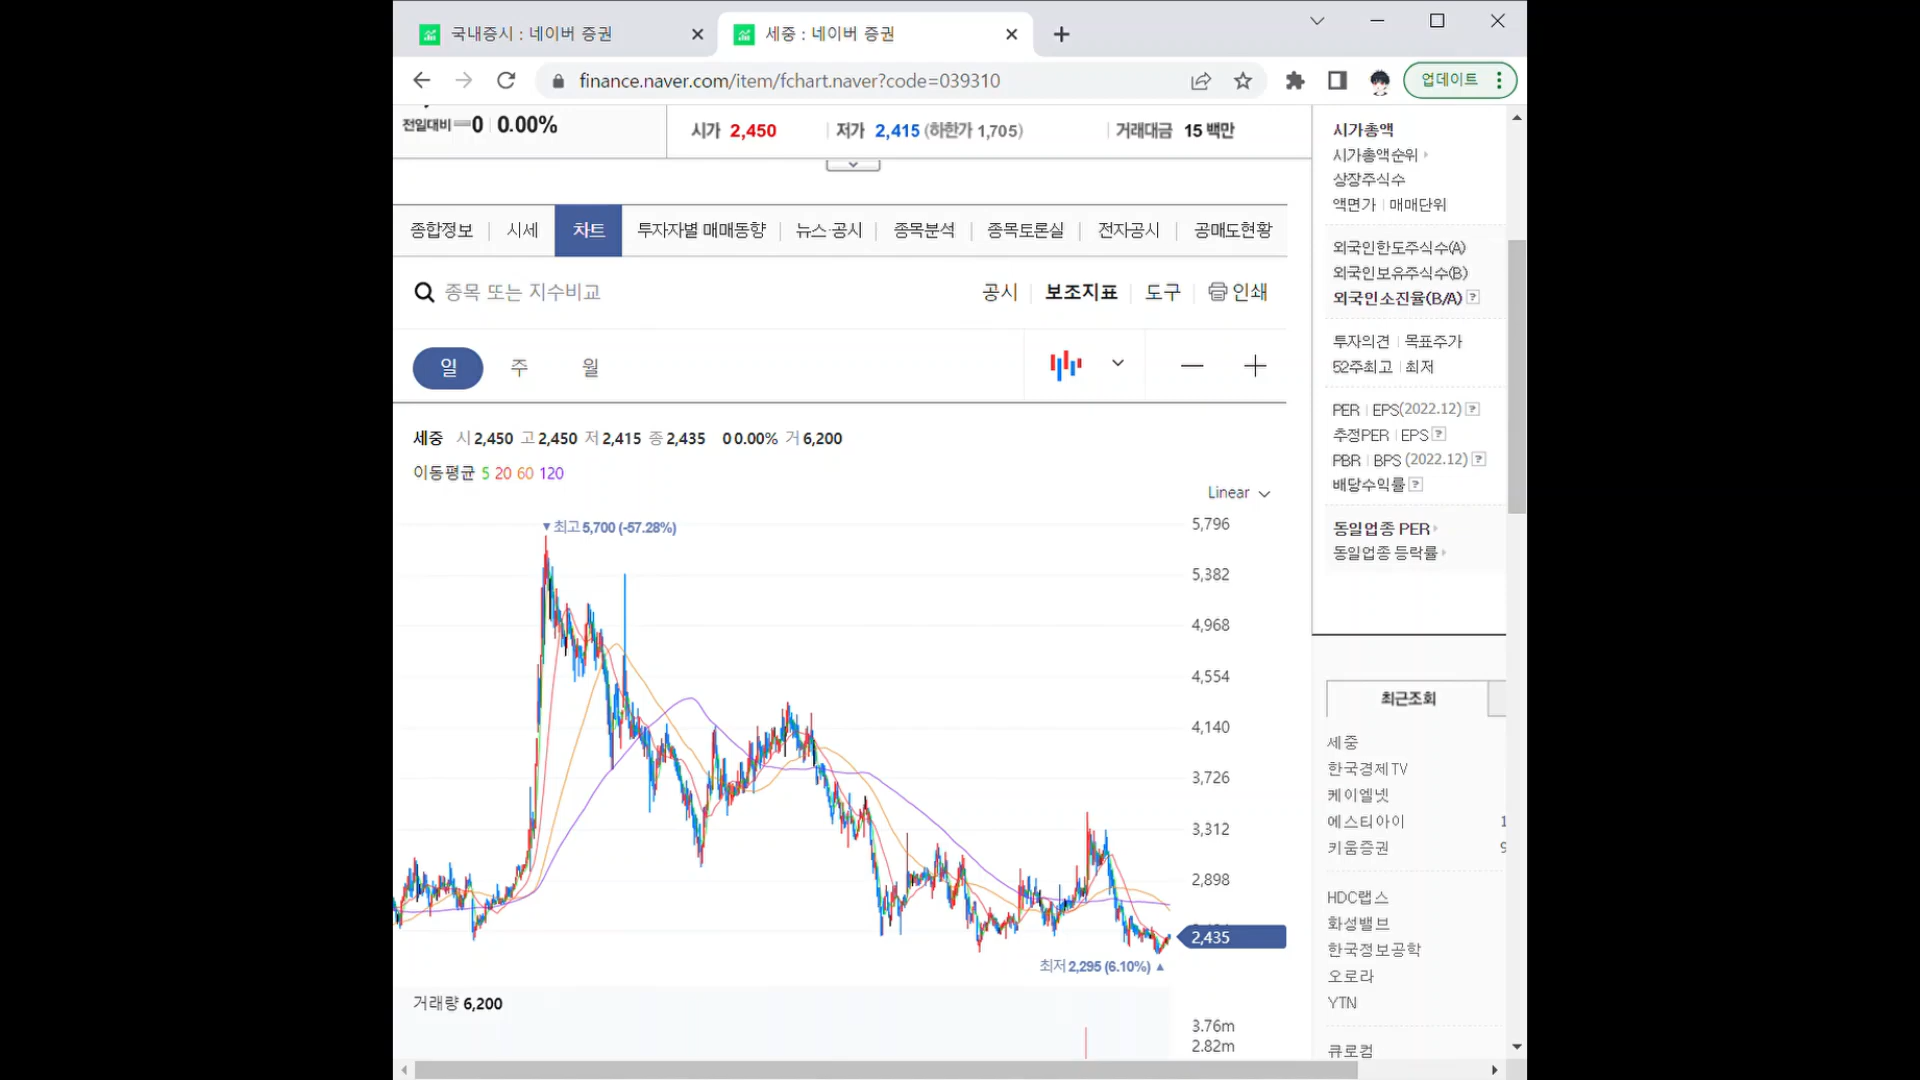 국내증시 : 네이버 증권
세중 : 네이버 증권
finance.naver.com/item/fchart.naver?code=039310
업데이트
전일대비 0 0.00%
시가 2,450 저가 2,415 (하한가 1,705) 거래대금 15 백만
종합정보 시세 차트 투자자별 매매동향 뉴스·공시 종목분석 종목토론실 전자공시 공매도현황
종목 또는 지수비교
공시 보조지표 도구 인쇄
일 주 월
세중 시 2,450 고 2,450 저 2,415 종 2,435 0 0.00% 거 6,200
이동평균 5 20 60 120
Linear
최고 5,700 (-57.28%)
5,796
5,382
4,968
4,554
4,140
3,726
3,312
2,898
2,435
최저 2,295 (6.10%)
거래량 6,200
3.76m
2.82m
시가총액
시가총액순위
상장주식수
액면가 매매단위
외국인한도주식수(A)
외국인보유주식수(B)
외국인소진율(B/A)
투자의견 목표주가
52주최고 최저
PER EPS(2022.12)
추정PER EPS
PBR BPS (2022.12)
배당수익률
동일업종 PER
동일업종 등락률
최근조회
세중
한국경제TV
케이엘넷
에스티아이 1
키움증권 9
HDC랩스
화성밸브
한국정보공학
오로라
YTN
큐로컴